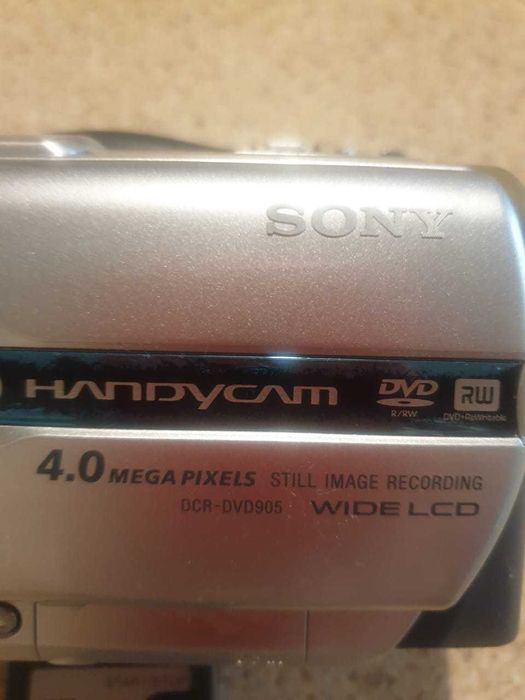 SONY
HANDYCAM
DVD
R/RW
RW
DVD+ReWritable
4.0 MEGA PIXELS STILL IMAGE RECORDING
DCR-DVD905 WIDE LCD